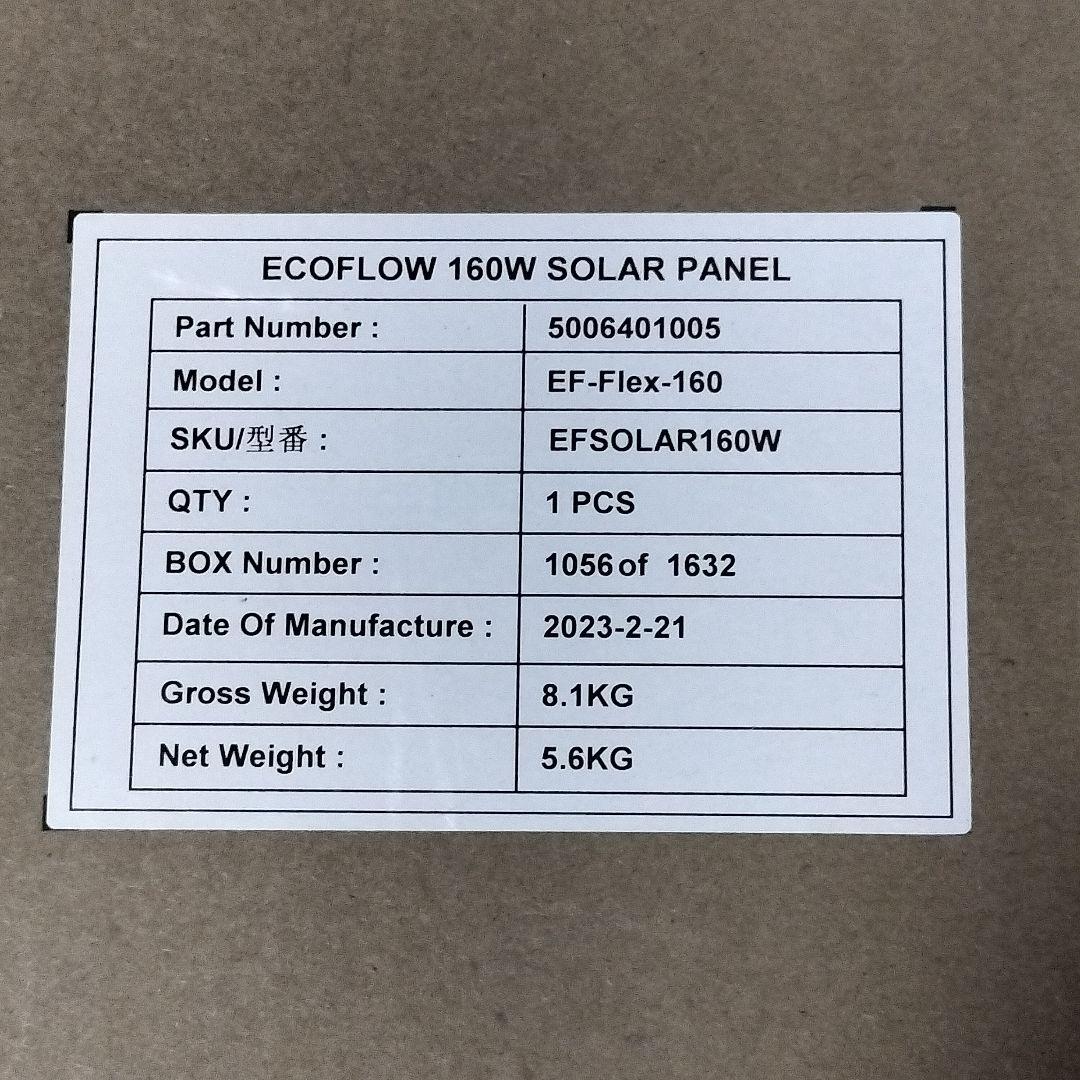 ECOFLOW 160W SOLAR PANEL
Part Number : 5006401005
Model : EF-Flex-160
SKU/型番 : EFSOLAR160W
QTY : 1 PCS
BOX Number : 1056 of 1632
Date Of Manufacture : 2023-2-21
Gross Weight : 8.1KG
Net Weight : 5.6KG